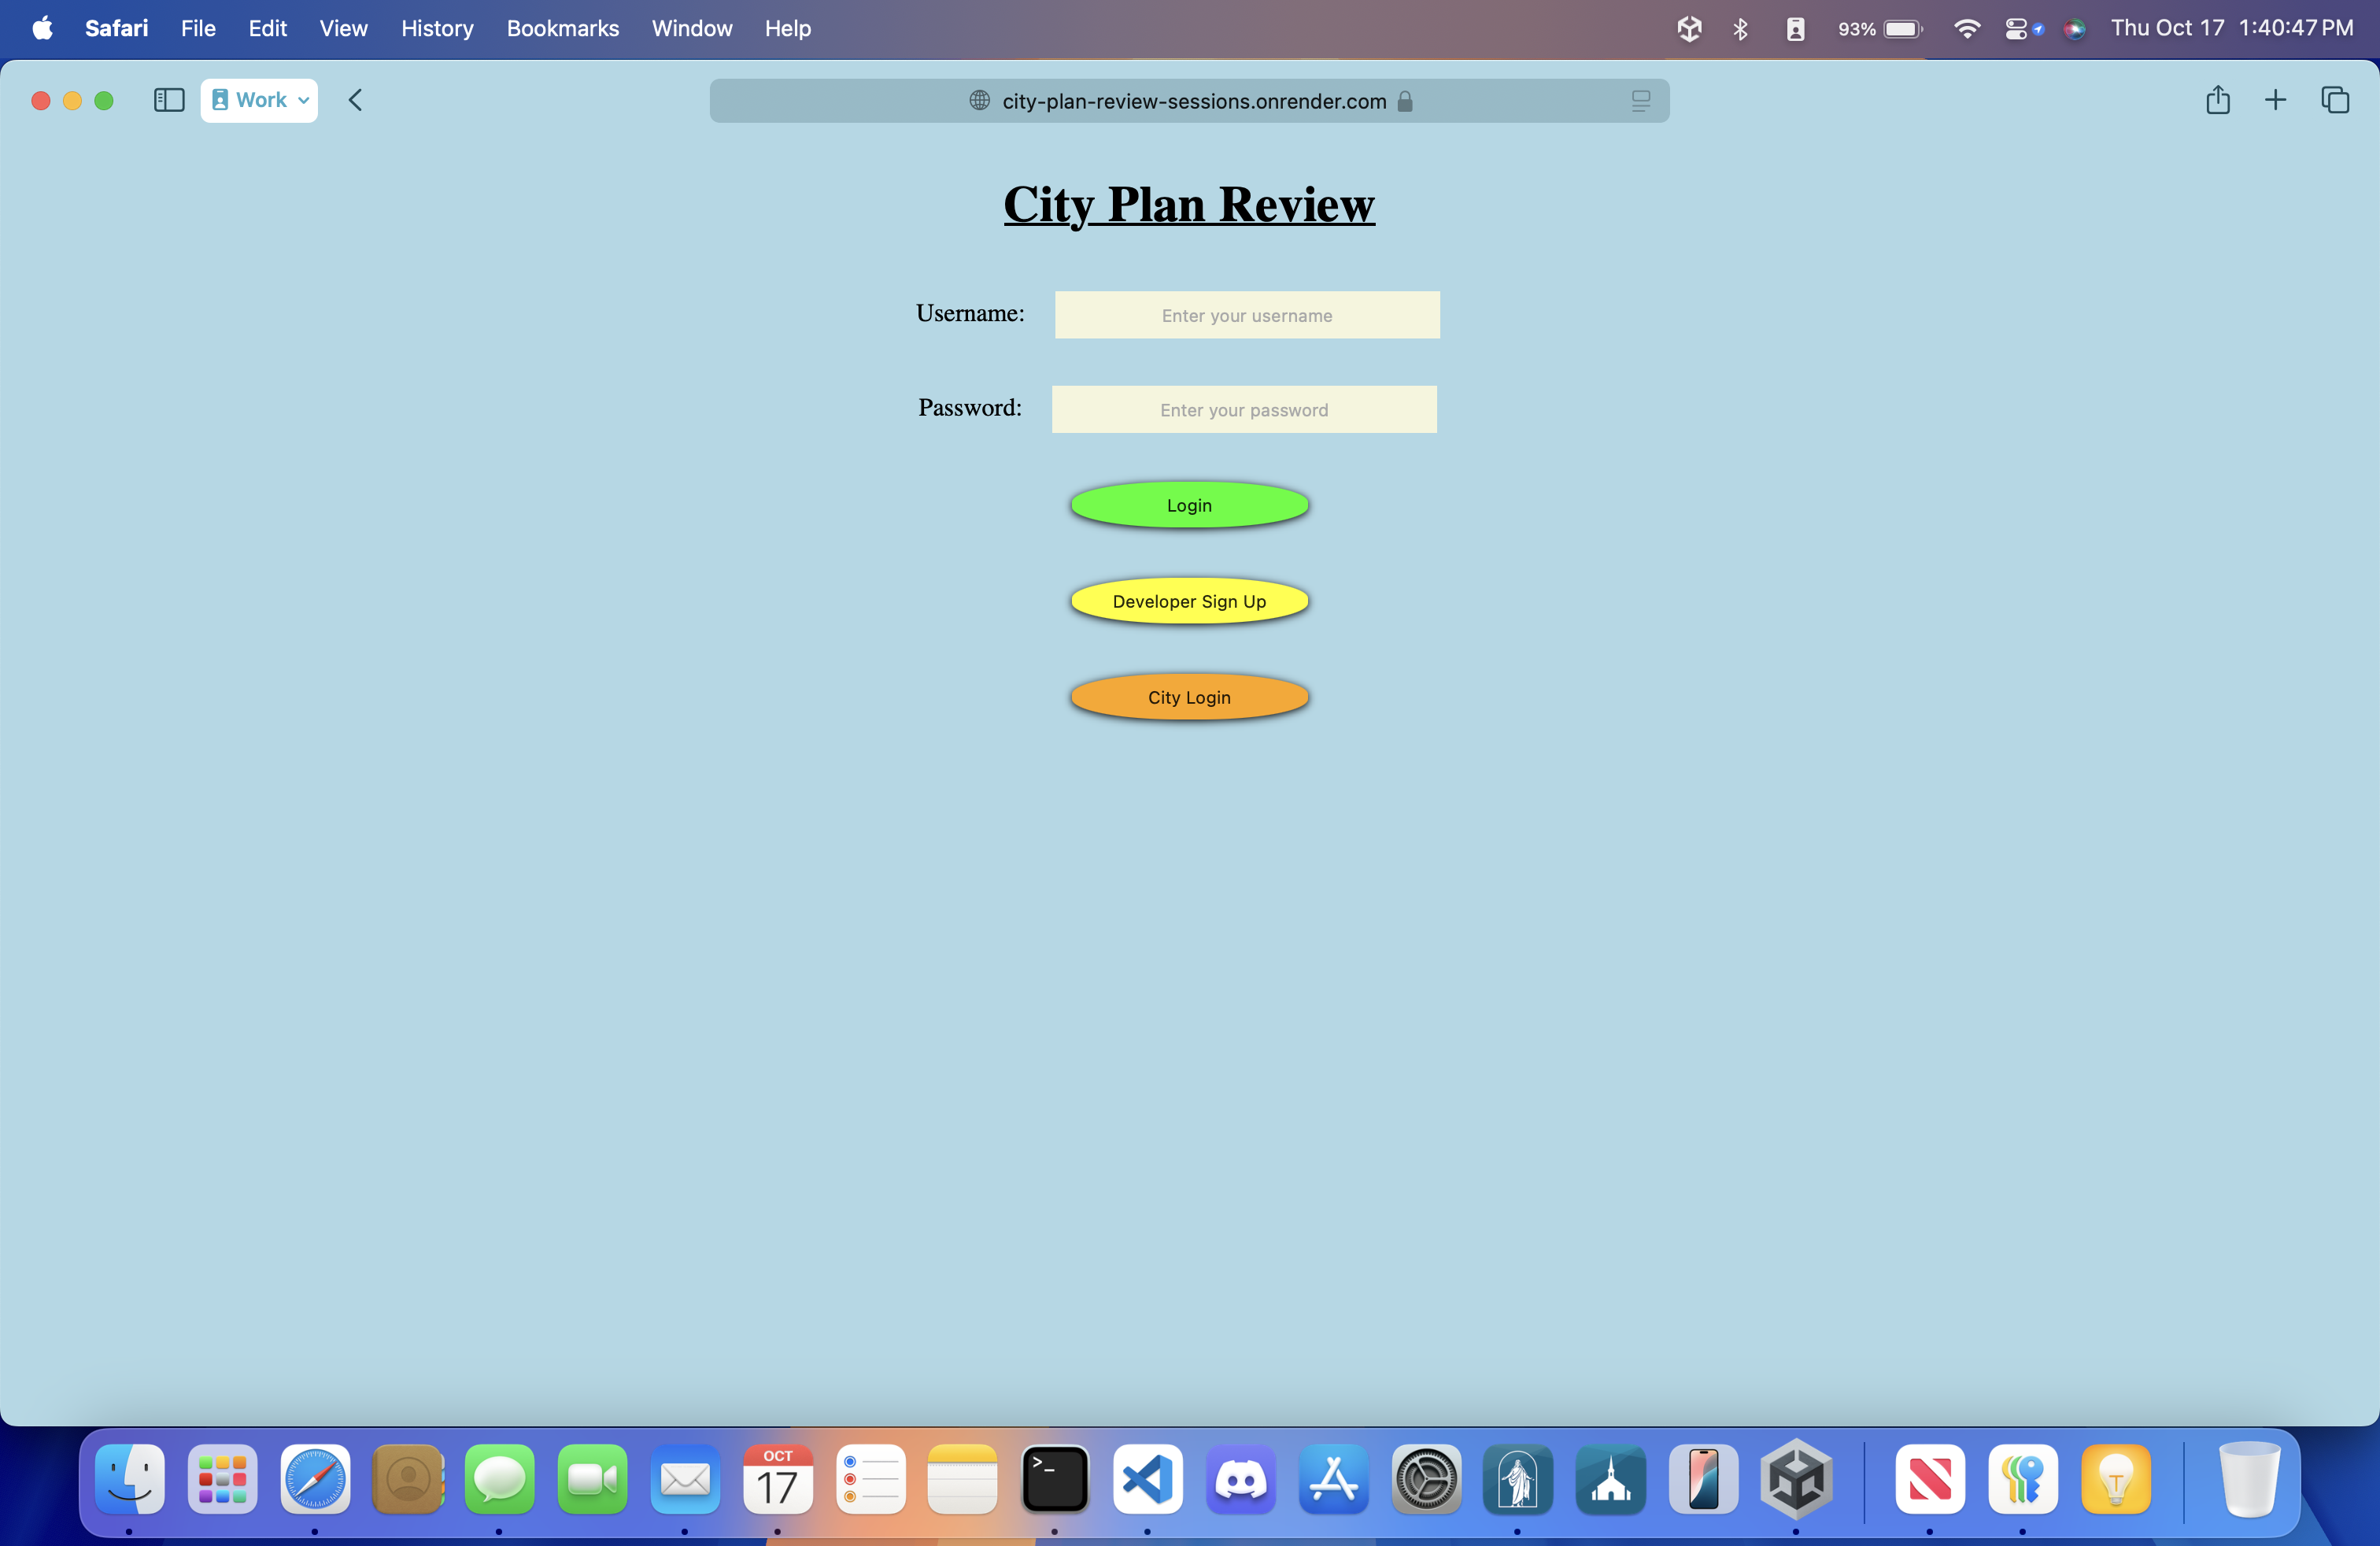 Safari File Edit View History Bookmarks Window Help 93% Thu Oct 17 1:40:47 PM
Work city-plan-review-sessions.onrender.com
City Plan Review
Username: Enter your username
Password: Enter your password
Login
Developer Sign Up
City Login
OCT
17
>_